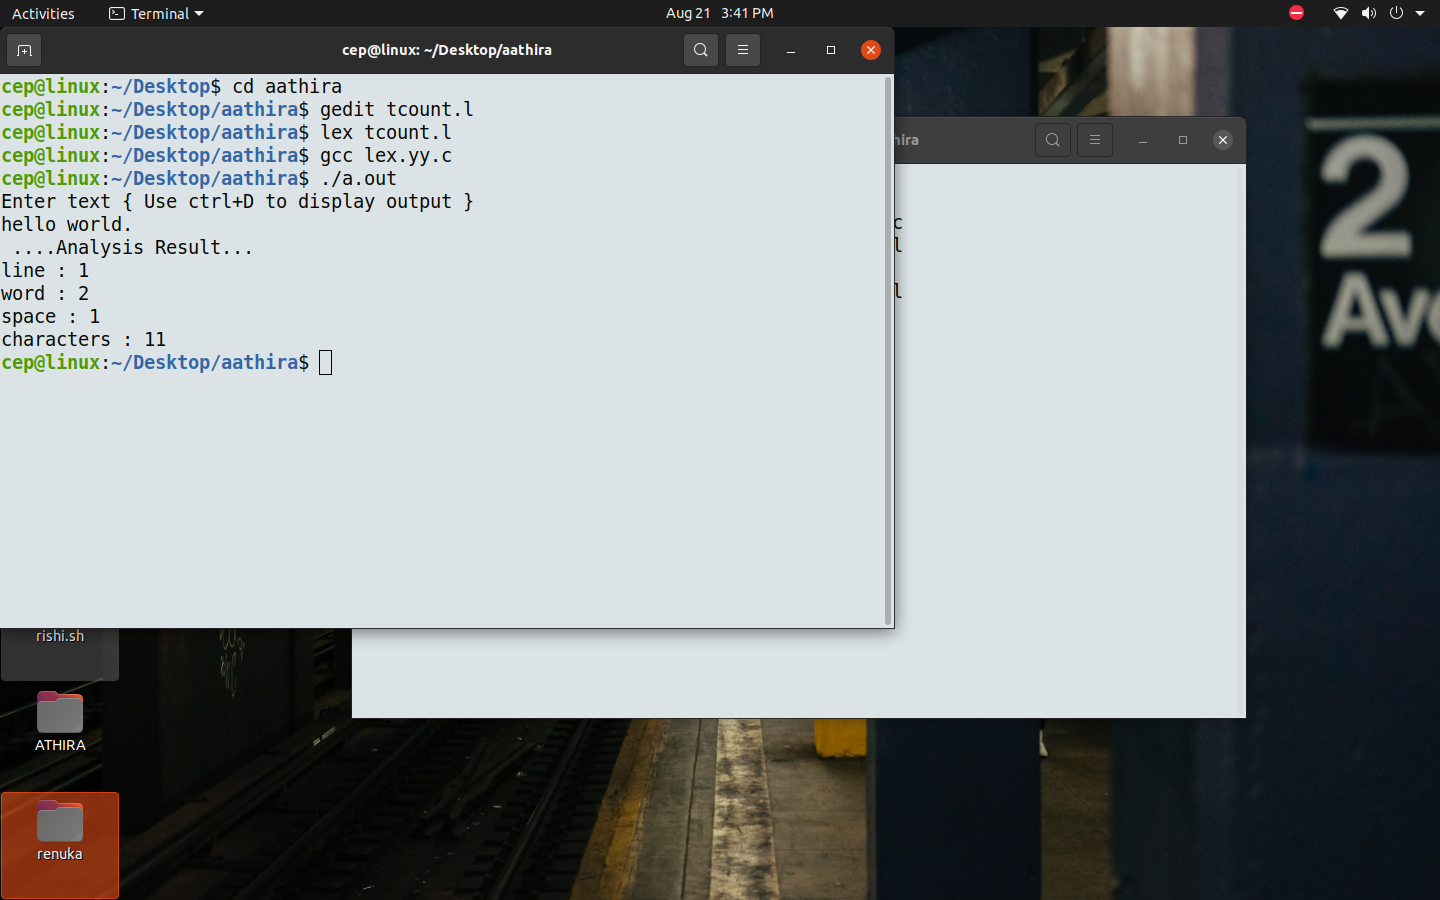 Activities
Terminal
Aug 21 3:41 PM
cep@linux: ~/Desktop/aathira
cep@linux:~/Desktop$ cd aathira
cep@linux:~/Desktop/aathira$ gedit tcount.l
cep@linux:~/Desktop/aathira$ lex tcount.l
cep@linux:~/Desktop/aathira$ gcc lex.yy.c
cep@linux:~/Desktop/aathira$ ./a.out
Enter text { Use ctrl+D to display output }
hello world.
 ....Analysis Result...
line : 1
word : 2
space : 1
characters : 11
cep@linux:~/Desktop/aathira$
hira
c
l
l
2
Av
rishi.sh
ATHIRA
renuka